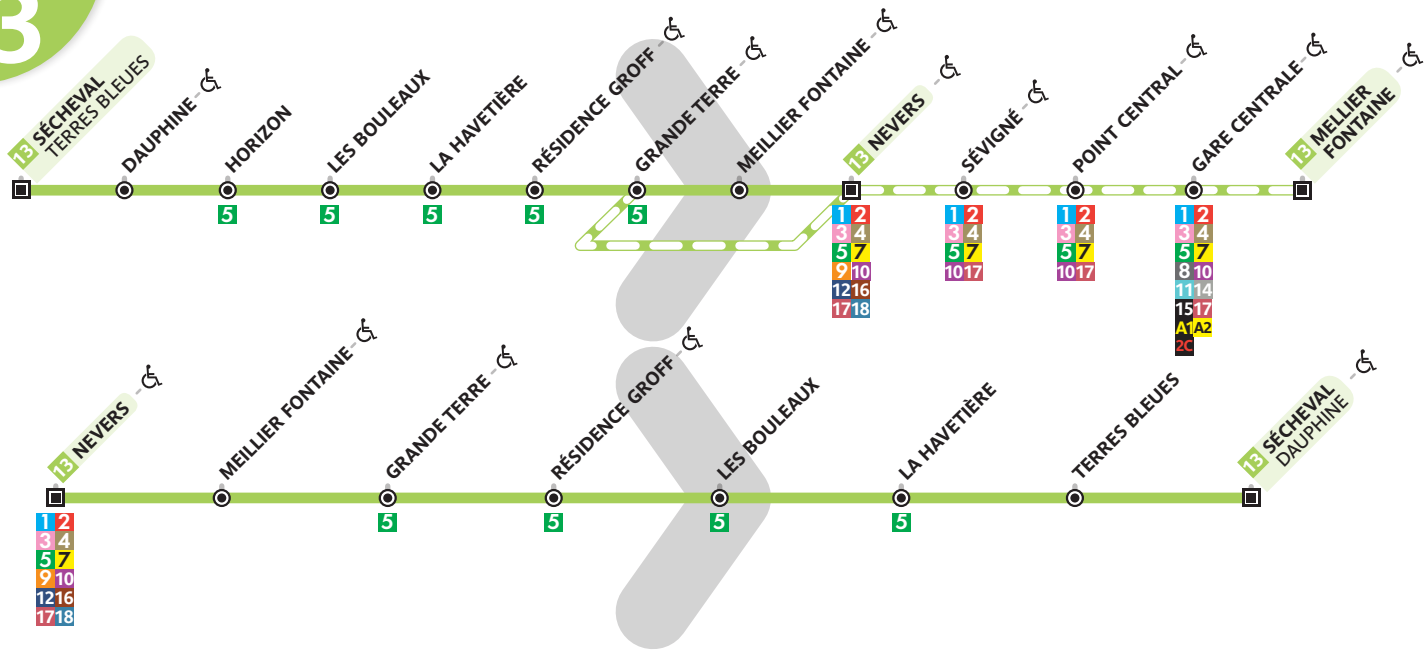 3
13 SÉCHEVAL
TERRES BLEUES
DAUPHINE
HORIZON
LES BOULEAUX
LA HAVETIÈRE
RÉSIDENCE GROFF
GRANDE TERRE
MEILLIER FONTAINE
13 NEVERS
SÉVIGNÉ
POINT CENTRAL
GARE CENTRALE
13 MELLIER
FONTAINE
5
5
5
5
5
1 2
3 4
5 7
9 10
12 16
17 18
1 2
3 4
5 7
10 17
1 2
3 4
5 7
10 17
1 2
3 4
5 7
8 10
11 14
15 17
A1 A2
2C
13 NEVERS
MEILLIER FONTAINE
GRANDE TERRE
RÉSIDENCE GROFF
LES BOULEAUX
LA HAVETIÈRE
TERRES BLEUES
13 SÉCHEVAL
DAUPHINE
1 2
3 4
5 7
9 10
12 16
17 18
5
5
5
5